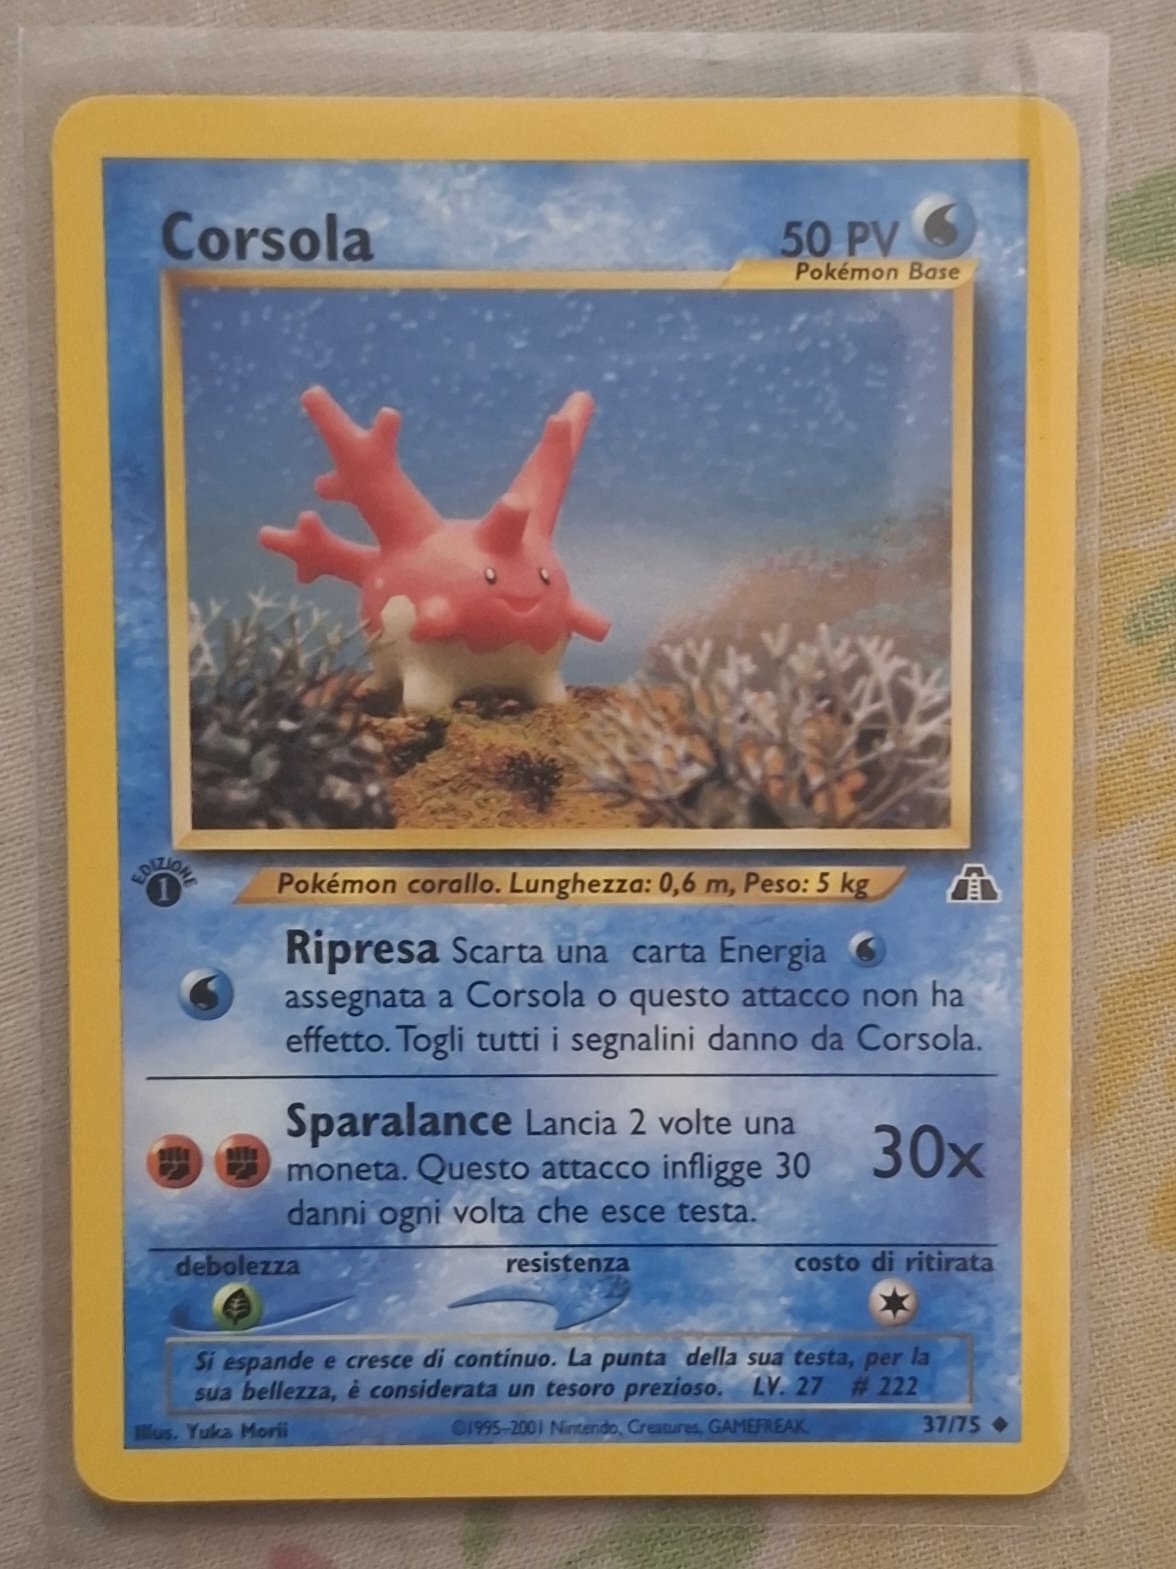 Corsola
50 PV
Pokémon Base
EDIZIONE
1
Pokémon corallo. Lunghezza: 0,6 m, Peso: 5 kg
Ripresa Scarta una carta Energia
assegnata a Corsola o questo attacco non ha
effetto. Togli tutti i segnalini danno da Corsola.
Sparalance Lancia 2 volte una
moneta. Questo attacco infligge 30
danni ogni volta che esce testa.
30x
debolezza resistenza costo di ritirata
Si espande e cresce di continuo. La punta della sua testa, per la
sua bellezza, è considerata un tesoro prezioso. LV. 27 # 222
Illus. Yuka Morii ©1995-2001 Nintendo, Creatures, GAMEFREAK. 37/75